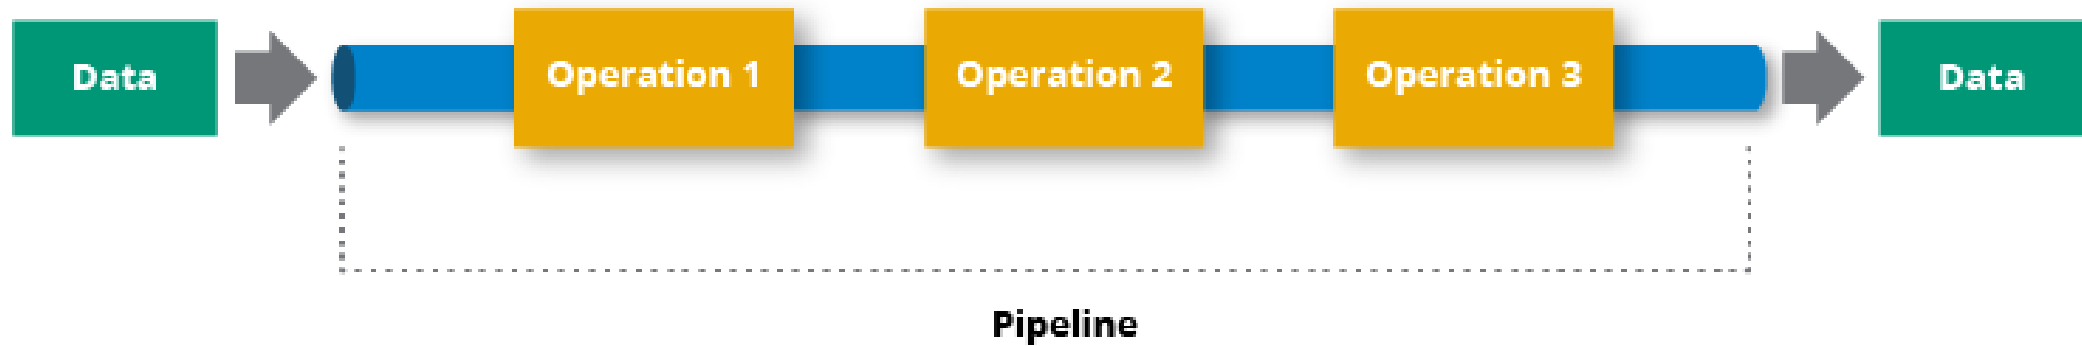 Data
Operation 1
Operation 2
Operation 3
Data
Pipeline